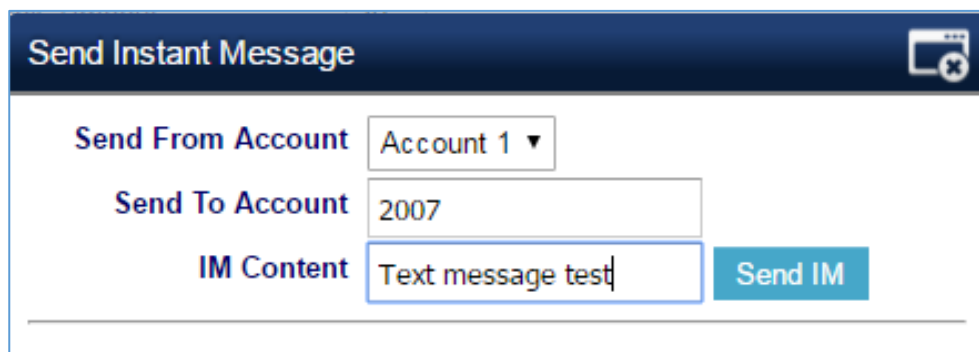 Send Instant Message
Send From Account Account 1
Send To Account 2007
IM Content Text message test Send IM